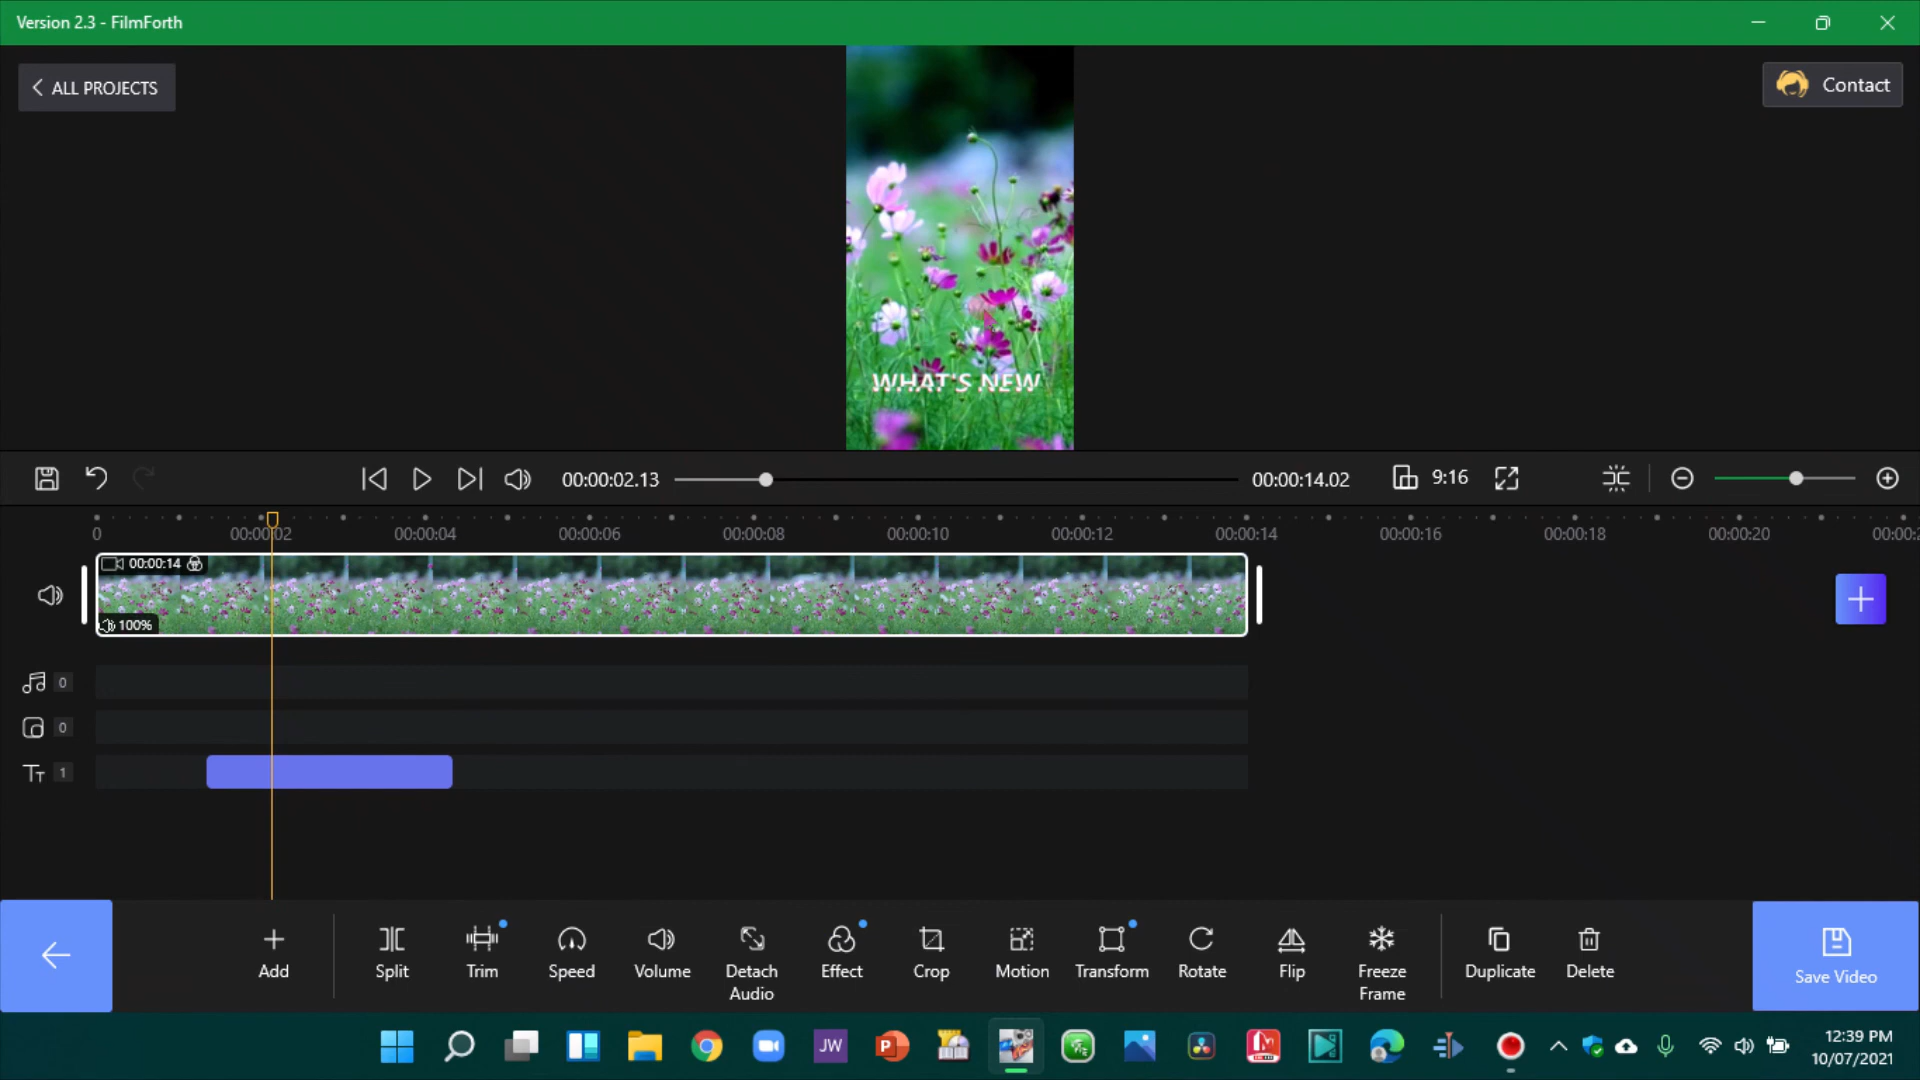 Version 2.3 - FilmForth
ALL PROJECTS
Contact
WHAT'S NEW
00:00:02.13
00:00:14.02
9:16
0 00:00:02 00:00:04 00:00:06 00:00:08 00:00:10 00:00:12 00:00:14 00:00:16 00:00:18 00:00:20
00:00:14
100%
0
0
TT 1
Add Split Trim Speed Volume Detach Audio Effect Crop Motion Transform Rotate Flip Freeze Frame Duplicate Delete Save Video
JW
P
12:39 PM
10/07/2021